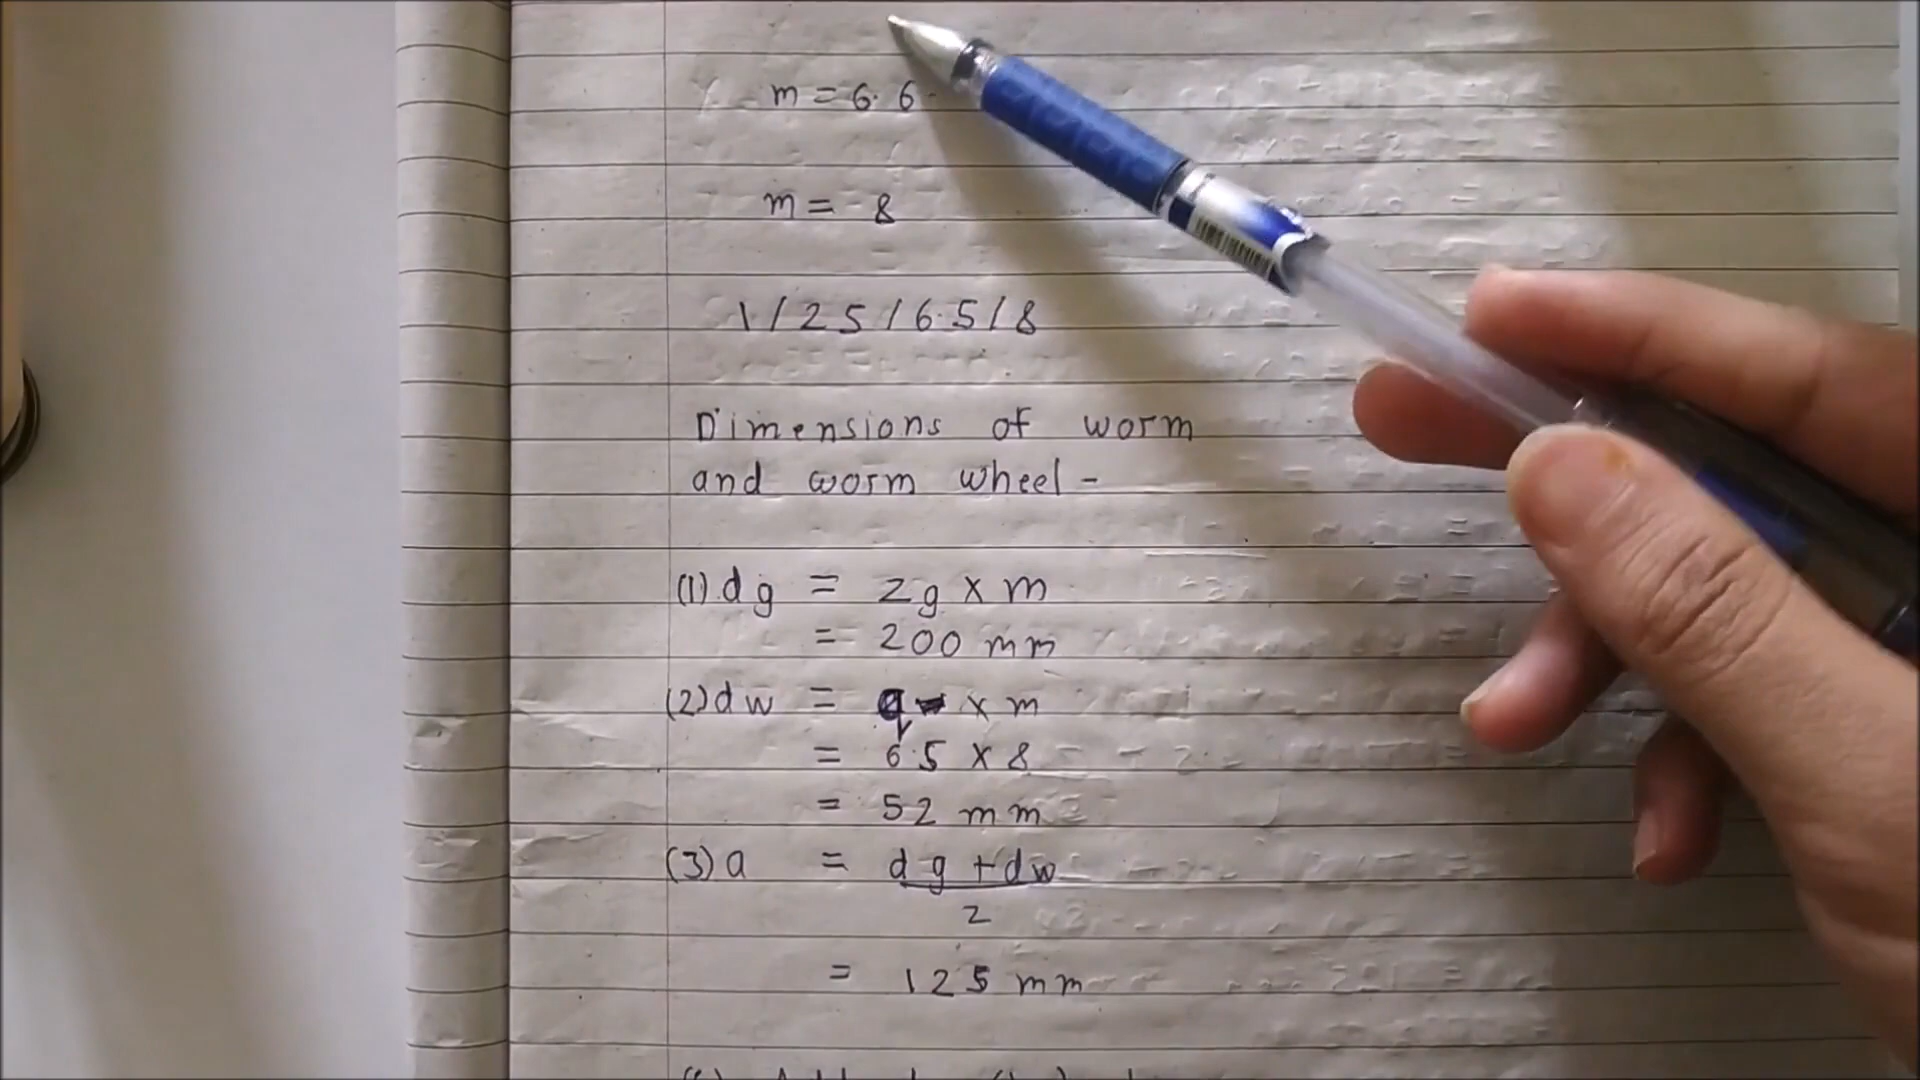 m = 6.6
m = 8
1/25/6.5/8
Dimensions of worm
and worm wheel -
(1) dg = zg x m
= 200 mm
(2) dw = q x m
= 6.5 x 8
= 52 mm
(3) a = dg + dw
2
= 125 mm